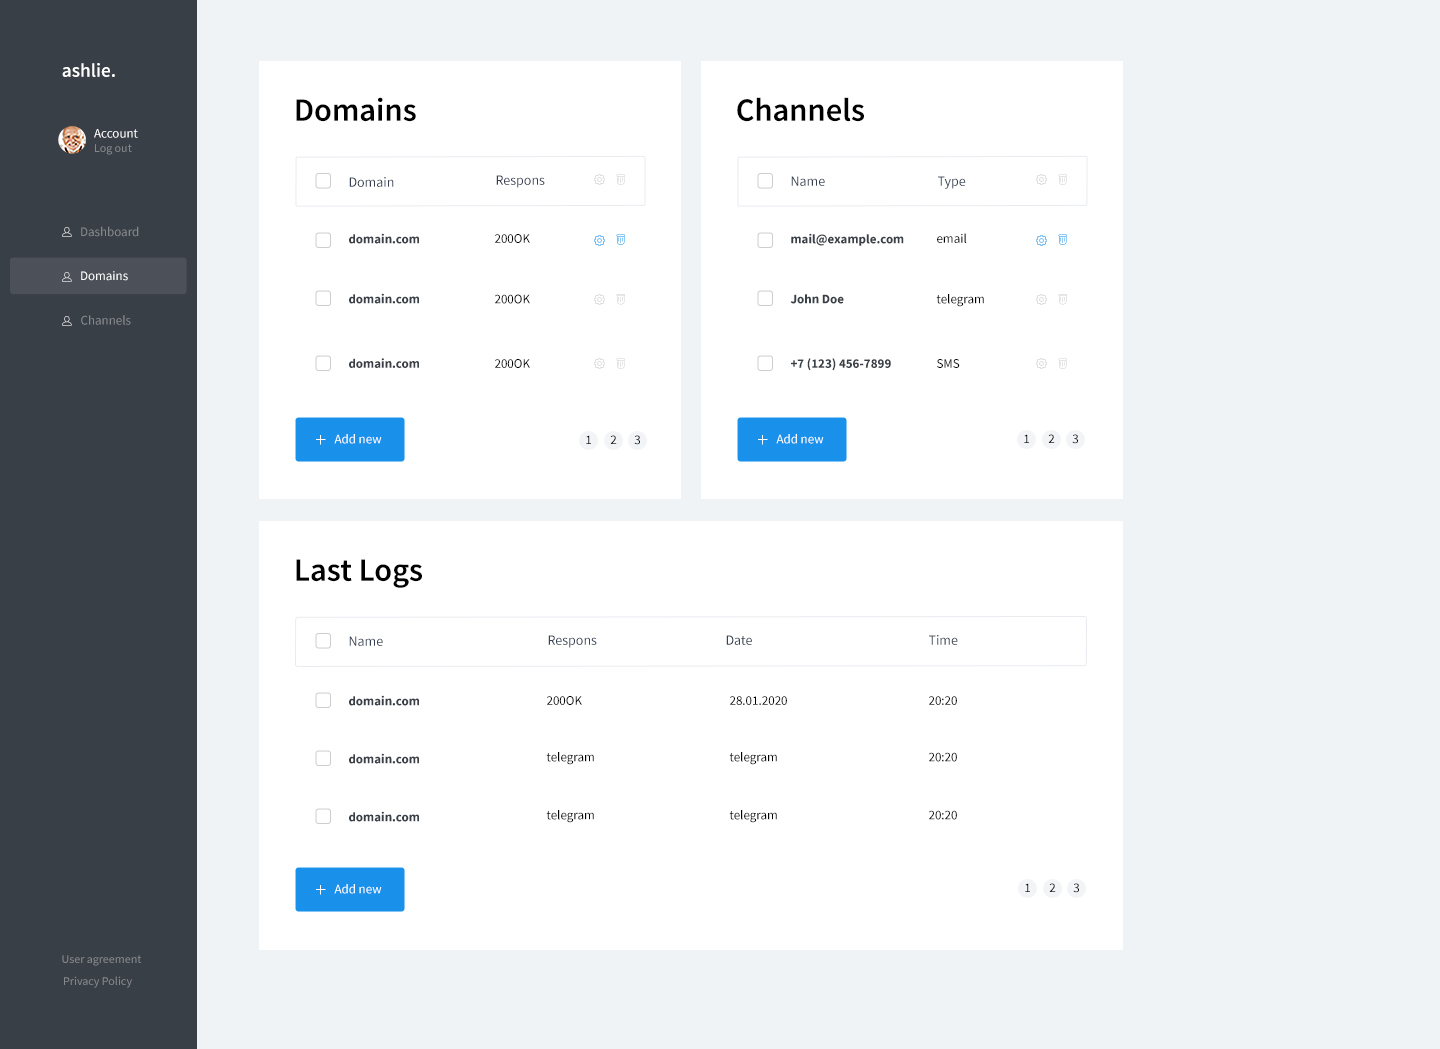 ashlie.
Account
Log out
Dashboard
Domains
Channels
User agreement
Privacy Policy
Domains
Domain Respons
domain.com 200OK
domain.com 200OK
domain.com 200OK
Add new 1 2 3
Channels
Name Type
mail@example.com email
John Doe telegram
+7 (123) 456-7899 SMS
Add new 1 2 3
Last Logs
Name Respons Date Time
domain.com 200OK 28.01.2020 20:20
domain.com telegram telegram 20:20
domain.com telegram telegram 20:20
Add new 1 2 3